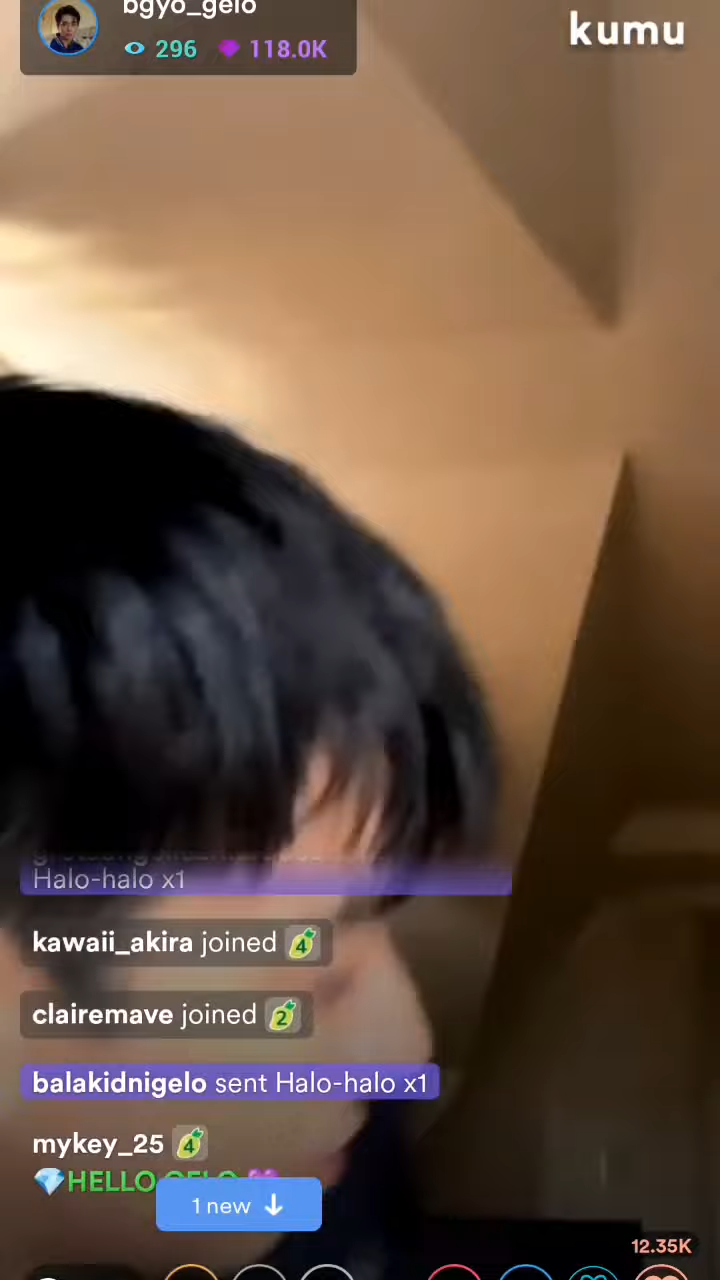 bgyo_gelo
kumu
296 118.0K
Halo-halo x1
kawaii_akira joined 4
clairemave joined 2
balakidnigelo sent Halo-halo x1
mykey_25 4
💎HELLO
1 new ↓
12.35K